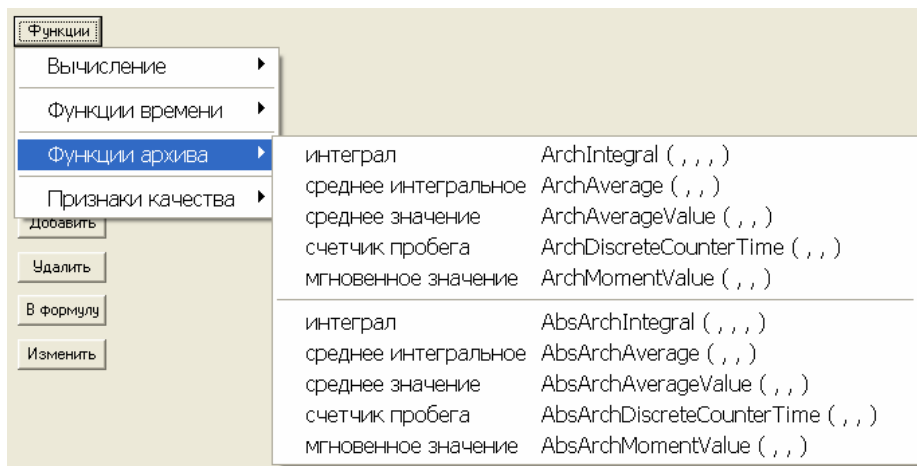 Функции
Вычисление
Функции времени
Функции архива
Признаки качества
Добавить
Удалить
В формулу
Изменить
интеграл ArchIntegral ( , , , )
среднее интегральное ArchAverage ( , , )
среднее значение ArchAverageValue ( , , )
счетчик пробега ArchDiscreteCounterTime ( , , )
мгновенное значение ArchMomentValue ( , , )
интеграл AbsArchIntegral ( , , , )
среднее интегральное AbsArchAverage ( , , )
среднее значение AbsArchAverageValue ( , , )
счетчик пробега AbsArchDiscreteCounterTime ( , , )
мгновенное значение AbsArchMomentValue ( , , )